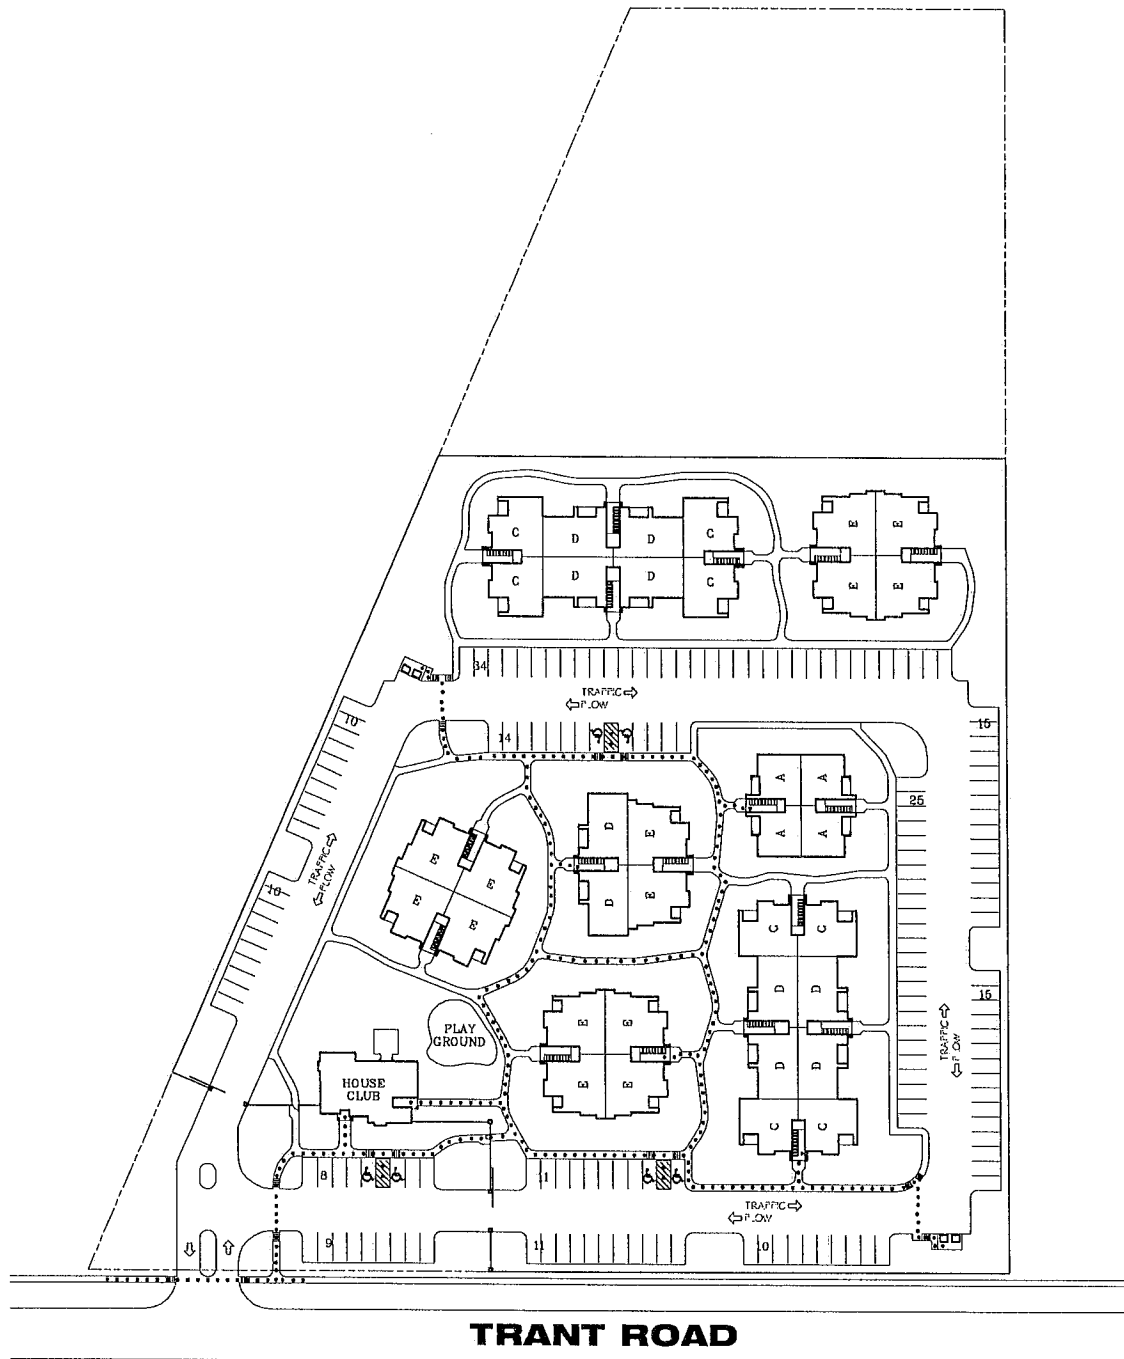 C D D C E E
C D D C E E
34
TRAFFIC
FLOW
10
14
15
A A
25
D E
A A
E
TRAFFIC
FLOW
E E
10
D E
E
C C
D D
15
PLAY
GROUND
E E
TRAFFIC
FLOW
HOUSE
CLUB
E E
D D
C C
8
11
TRAFFIC
FLOW
9
11
10
TRANT ROAD